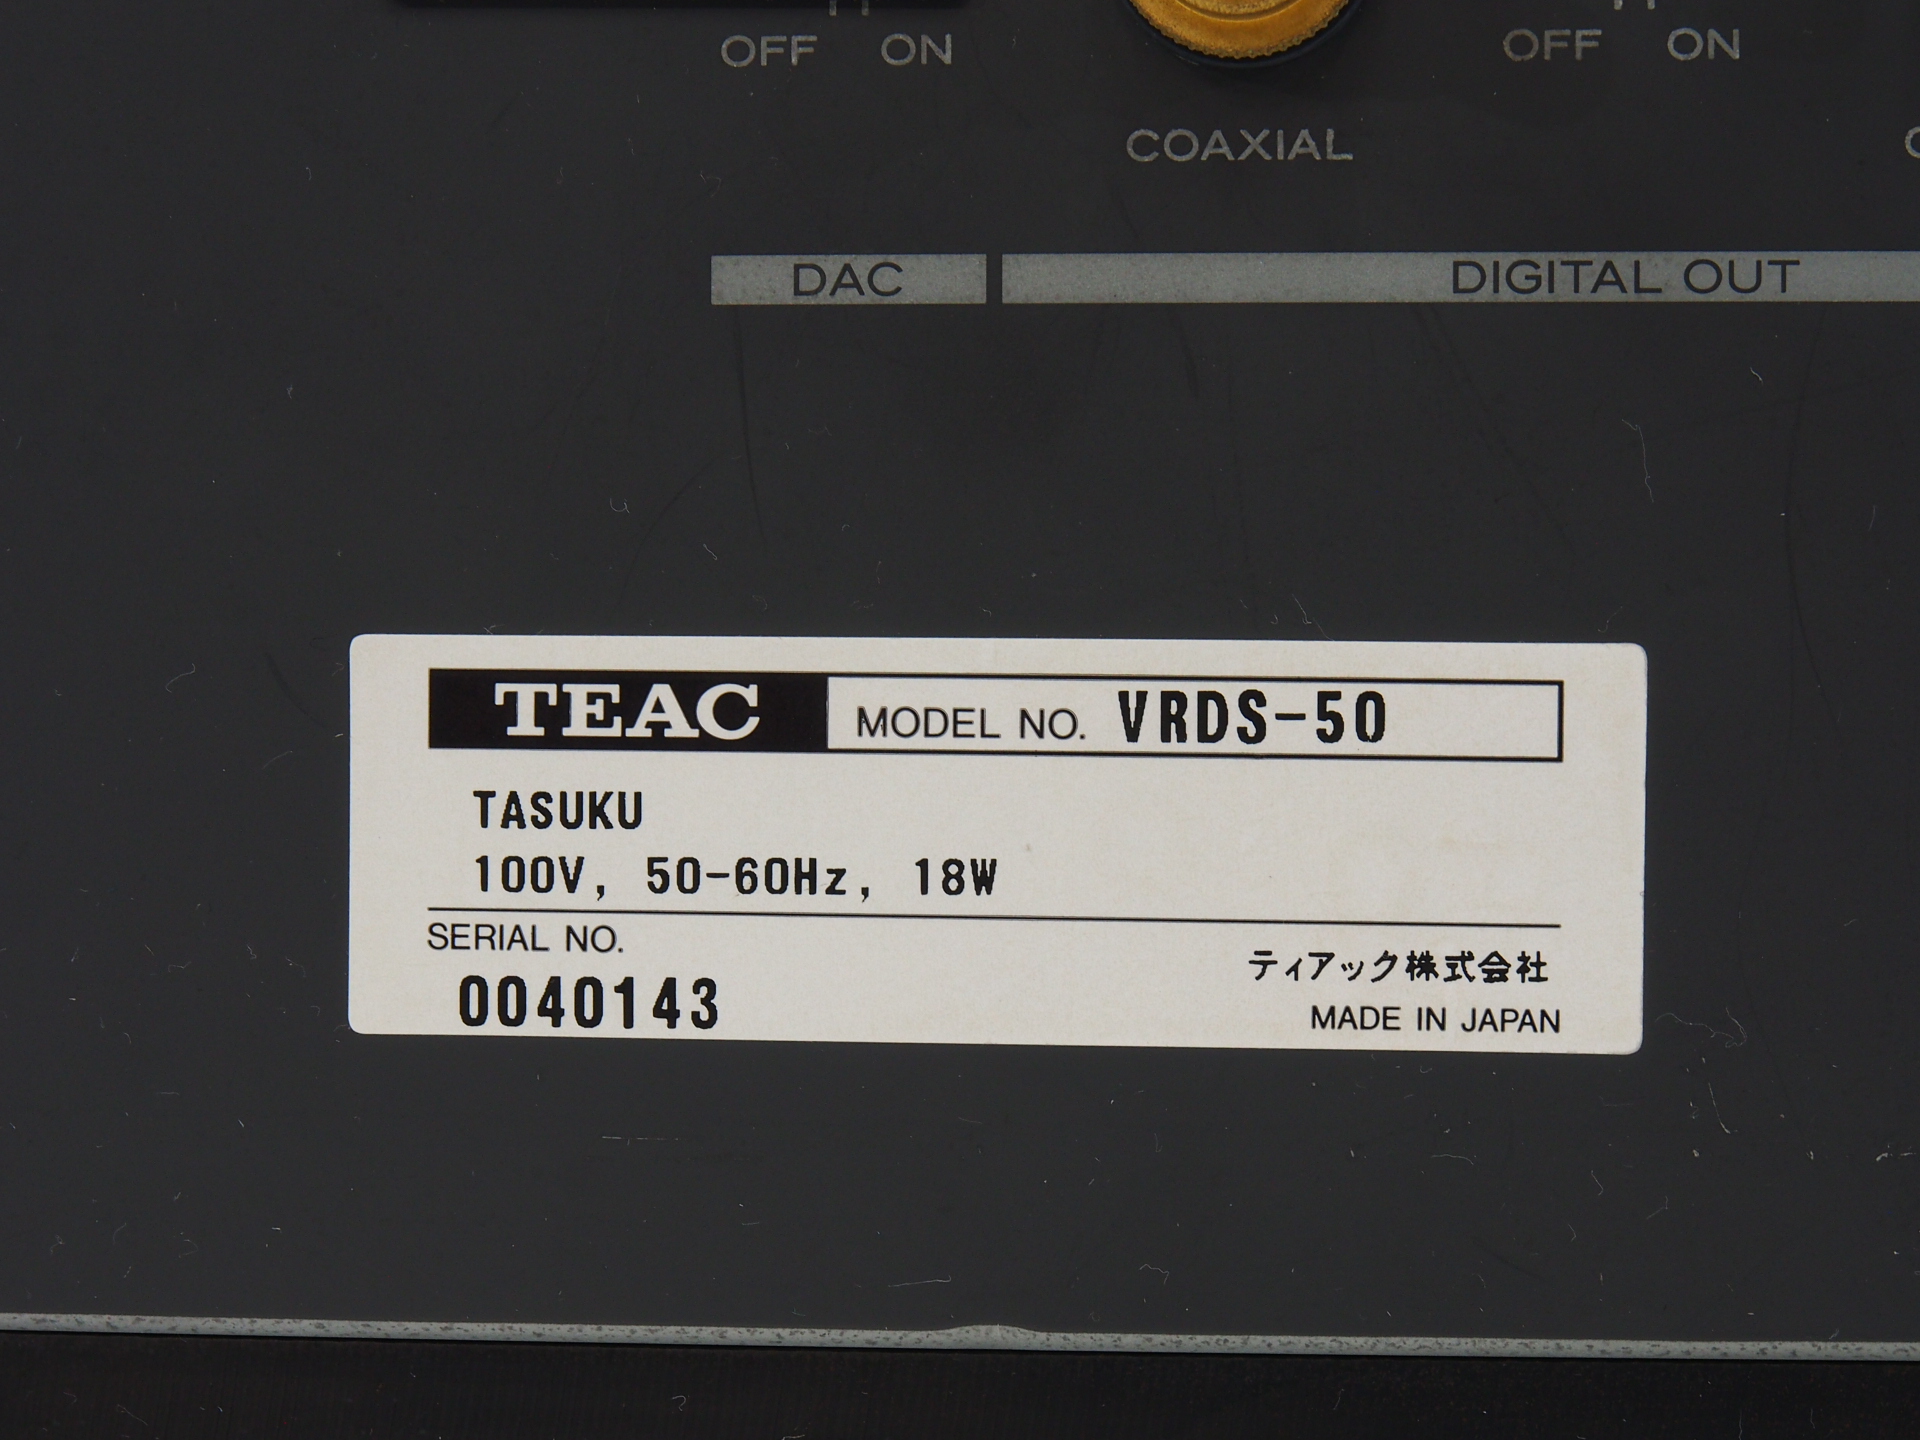 OFF ON
OFF ON
COAXIAL
DAC
DIGITAL OUT
TEAC MODEL NO. VRDS-50
TASUKU
100V, 50-60Hz, 18W
SERIAL NO.
0040143
ティアック株式会社
MADE IN JAPAN